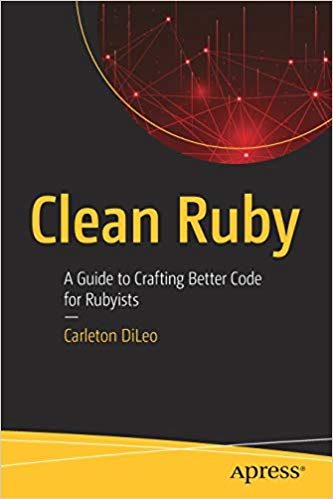 Clean Ruby
A Guide to Crafting Better Code
for Rubyists
—
Carleton DiLeo
Apress®